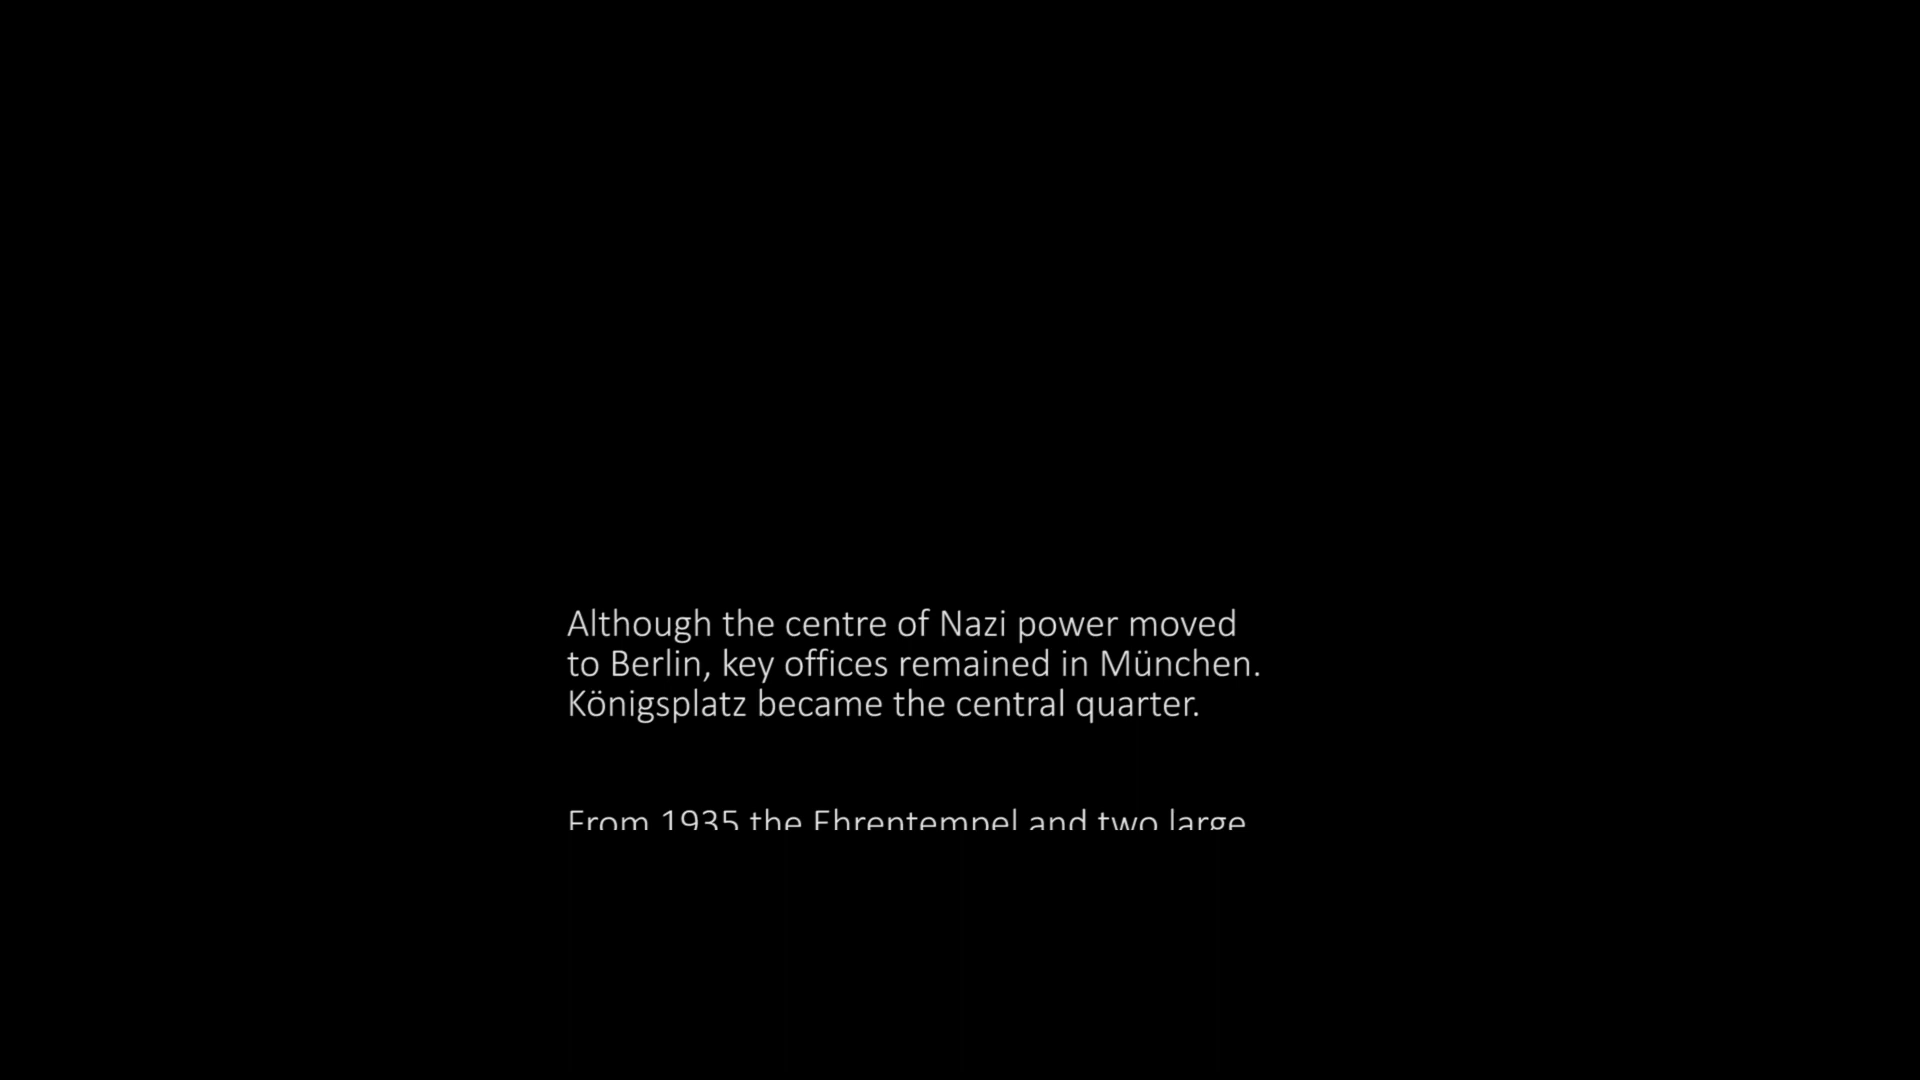 Although the centre of Nazi power moved
to Berlin, key offices remained in München.
Königsplatz became the central quarter.
From 1935 the Ehrentempel and two large